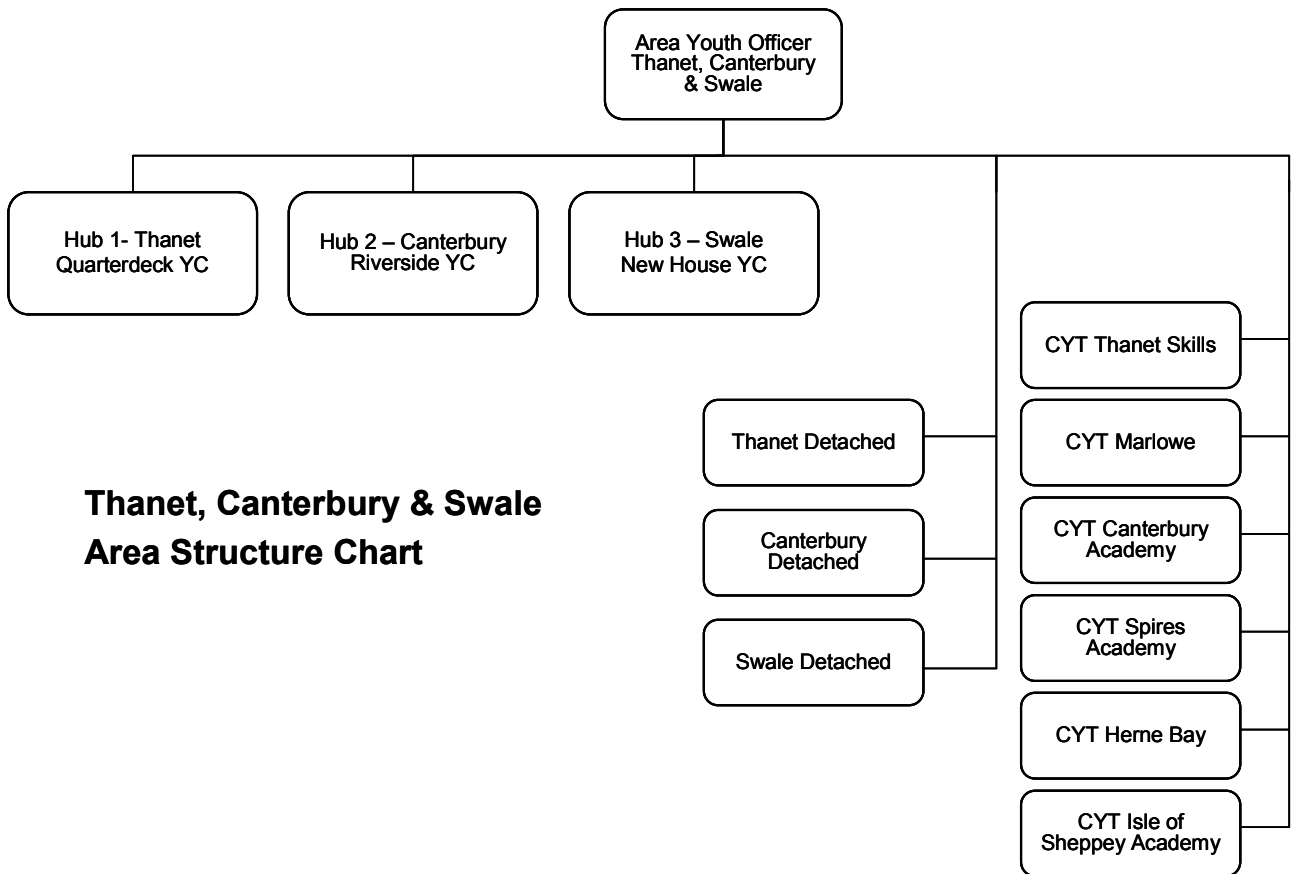 Area Youth Officer
Thanet, Canterbury
& Swale
Hub 1- Thanet
Quarterdeck YC
Hub 2 – Canterbury
Riverside YC
Hub 3 – Swale
New House YC
CYT Thanet Skills
Thanet Detached
CYT Marlowe
Thanet, Canterbury & Swale
Area Structure Chart
Canterbury
Detached
CYT Canterbury
Academy
CYT Spires
Academy
Swale Detached
CYT Herne Bay
CYT Isle of
Sheppey Academy